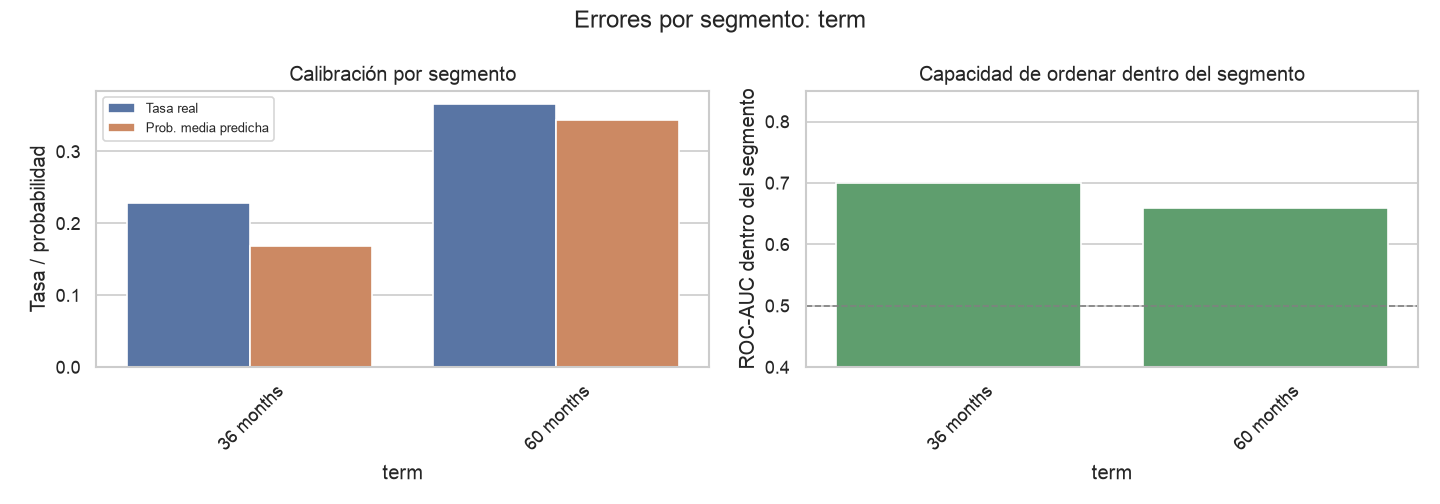 Errores por segmento: term
Calibración por segmento
Tasa real
Prob. media predicha
Tasa / probabilidad
0.3
0.2
0.1
0.0
36 months
60 months
term
Capacidad de ordenar dentro del segmento
ROC-AUC dentro del segmento
0.8
0.7
0.6
0.5
0.4
36 months
60 months
term